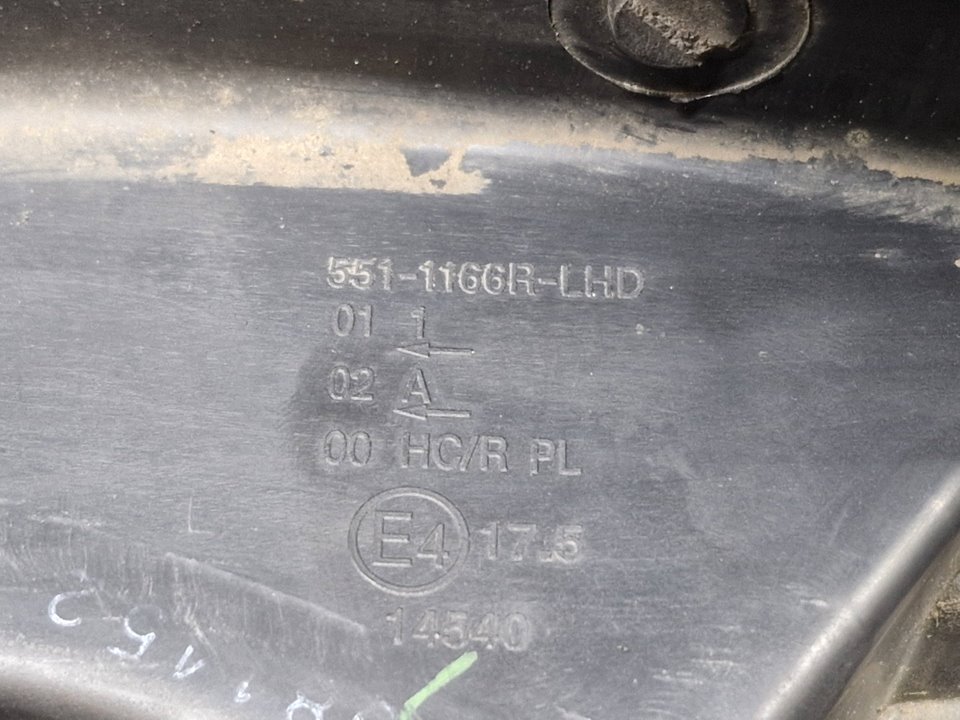 551-1166R-LHD
01 1
02 A
00 HC/R PL
E4 17.5
14540